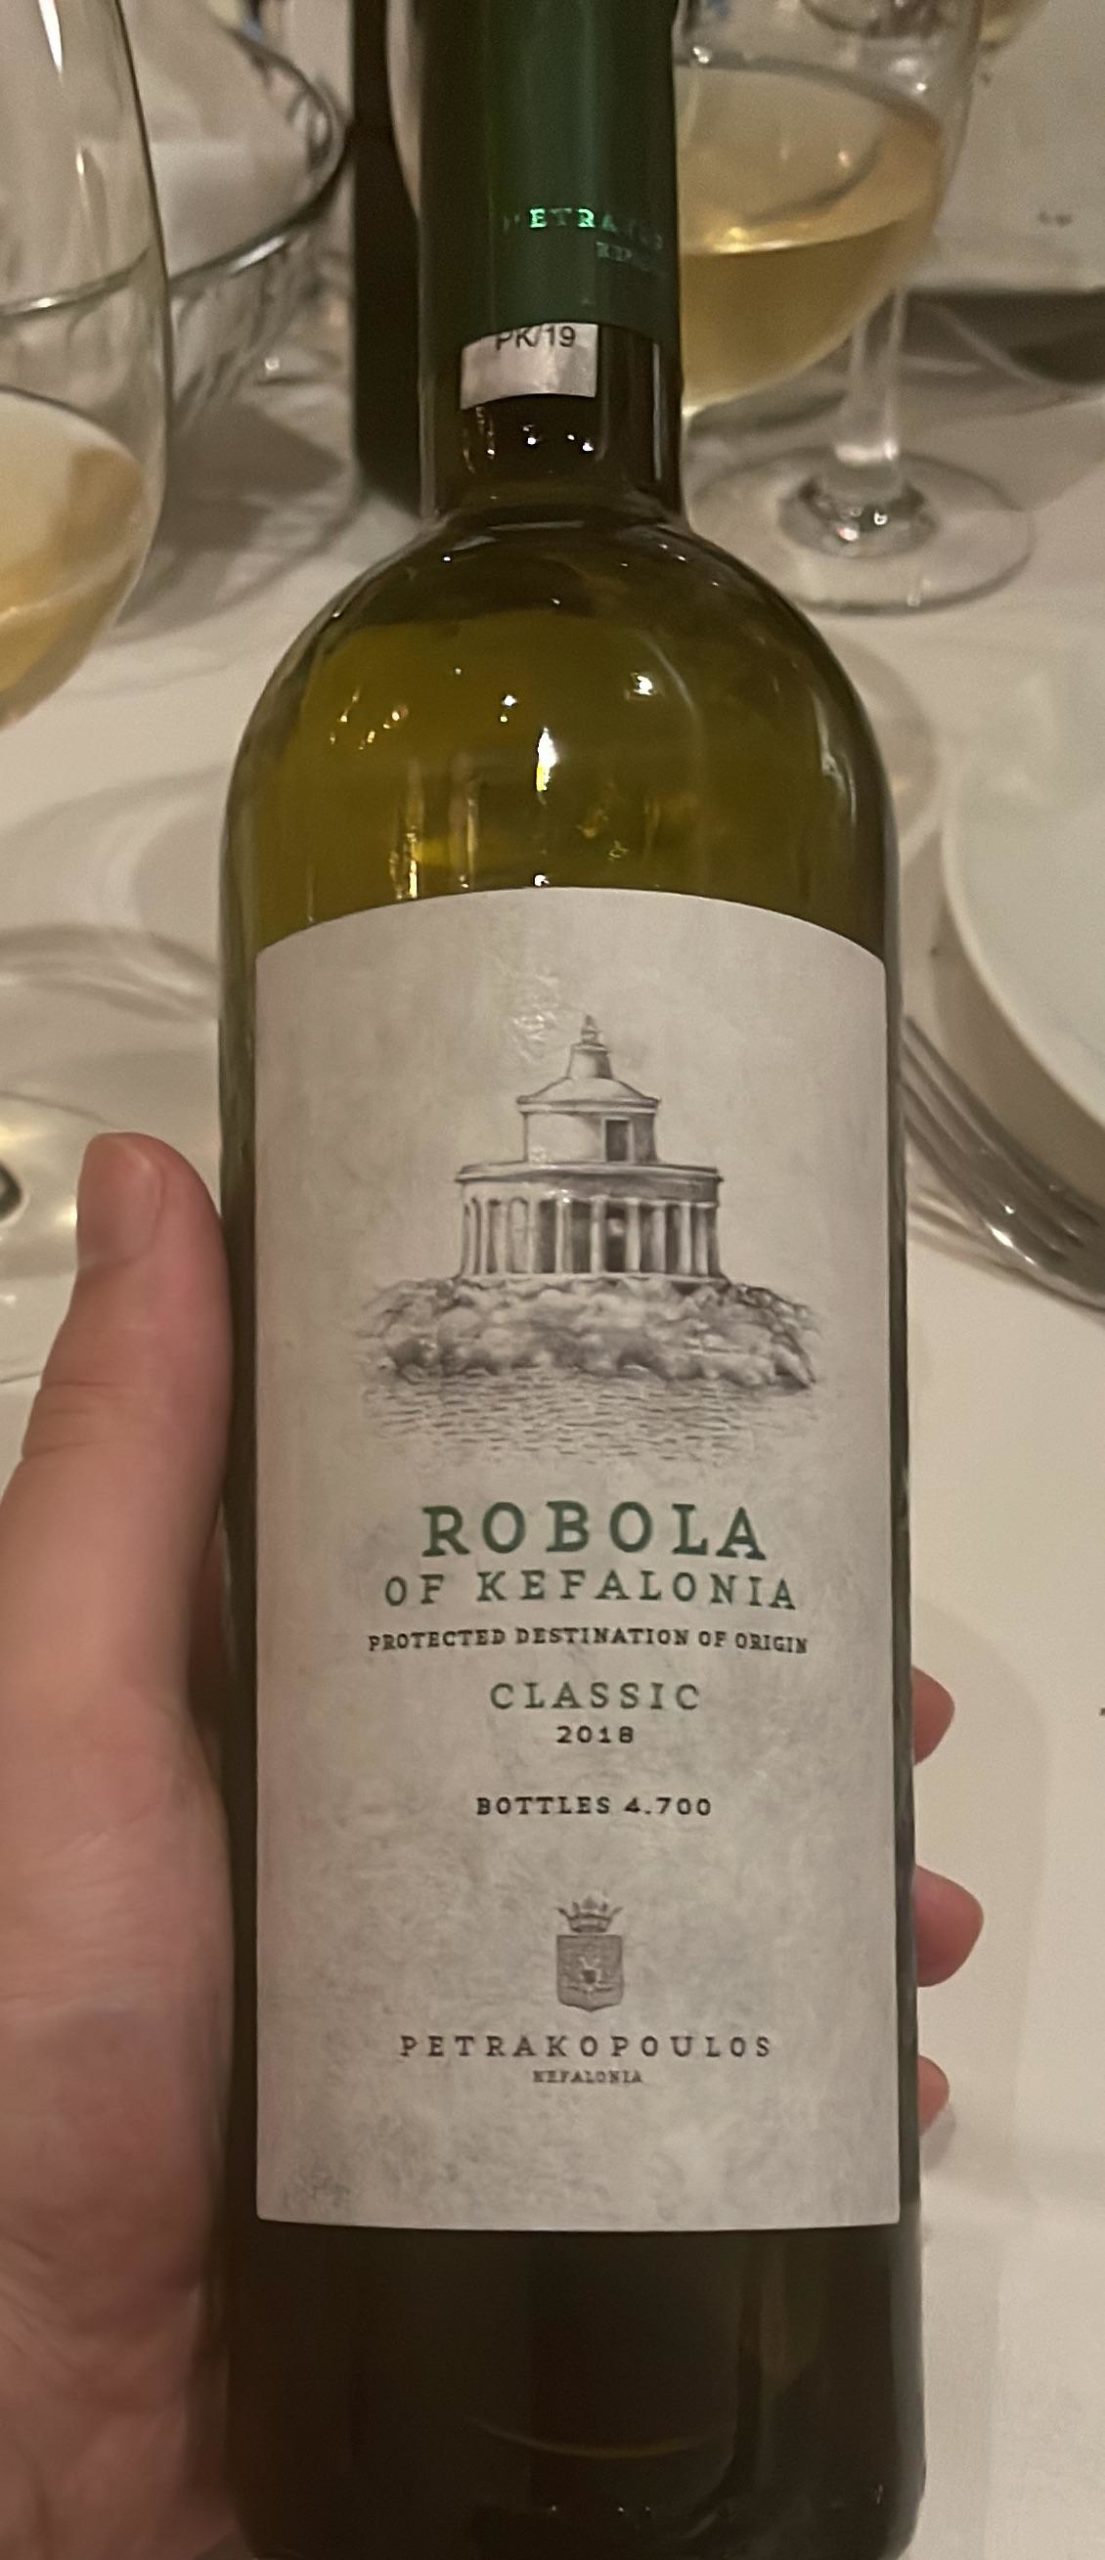 PK/19
ROBOLA
OF KEFALONIA
PROTECTED DESTINATION OF ORIGIN
CLASSIC
2018
BOTTLES 4.700
PETRAKOPOULOS
KEFALONIA